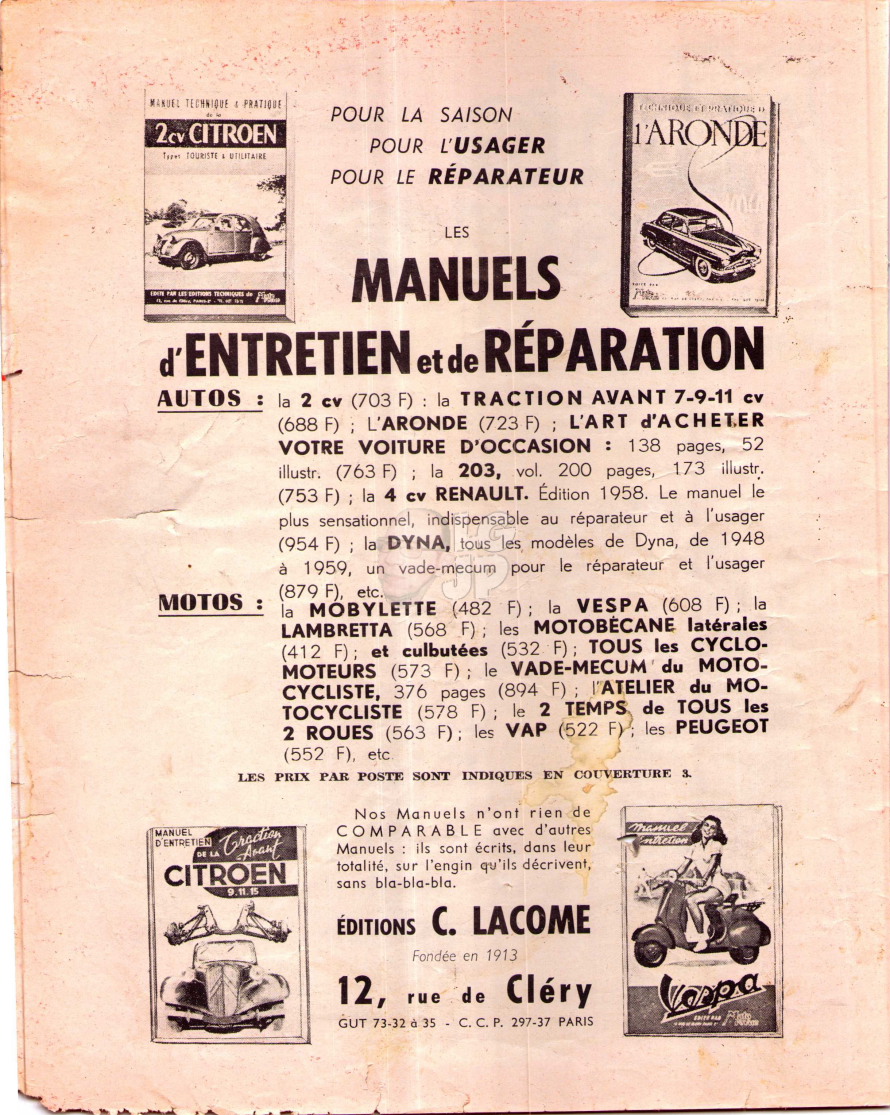 MANUEL TECHNIQUE & PRATIQUE
de la
2cv CITROEN
Types TOURISTE & UTILITAIRE
EDITE PAR LES EDITIONS TECHNIQUES de
POUR LA SAISON
POUR L'USAGER
POUR LE RÉPARATEUR
l'ARONDE
LES
MANUELS
d'ENTRETIEN et de RÉPARATION
AUTOS : la 2 cv (703 F) : la TRACTION AVANT 7-9-11 cv
(688 F) ; L'ARONDE (723 F) ; L'ART d'ACHETER
VOTRE VOITURE D'OCCASION : 138 pages, 52
illustr. (763 F) ; la 203, vol. 200 pages, 173 illustr.
(753 F) ; la 4 cv RENAULT. Édition 1958. Le manuel le
plus sensationnel, indispensable au réparateur et à l'usager
(954 F) ; la DYNA, tous les modèles de Dyna, de 1948
à 1959, un vade-mecum pour le réparateur et l'usager
(879 F), etc.
MOTOS : la MOBYLETTE (482 F) ; la VESPA (608 F) ; la
LAMBRETTA (568 F) ; les MOTOBÉCANE latérales
(412 F) ; et culbutées (532 F) ; TOUS les CYCLO-
MOTEURS (573 F) ; le VADE-MECUM du MOTO-
CYCLISTE, 376 pages (894 F) ; l'ATELIER du MO-
TOCYCLISTE (578 F) ; le 2 TEMPS de TOUS les
2 ROUES (563 F) ; les VAP (522 F) ; les PEUGEOT
(552 F), etc
LES PRIX PAR POSTE SONT INDIQUES EN COUVERTURE 3.
MANUEL
D'ENTRETIEN
DE LA Traction
Avant
CITROEN
9.11.15
Nos Manuels n'ont rien de
COMPARABLE avec d'autres
Manuels : ils sont écrits, dans leur
totalité, sur l'engin qu'ils décrivent,
sans bla-bla-bla.
ÉDITIONS C. LACOME
Fondée en 1913
12, rue de Cléry
GUT 73-32 à 35 - C. C. P. 297-37 PARIS
manuel
entretien
Vespa